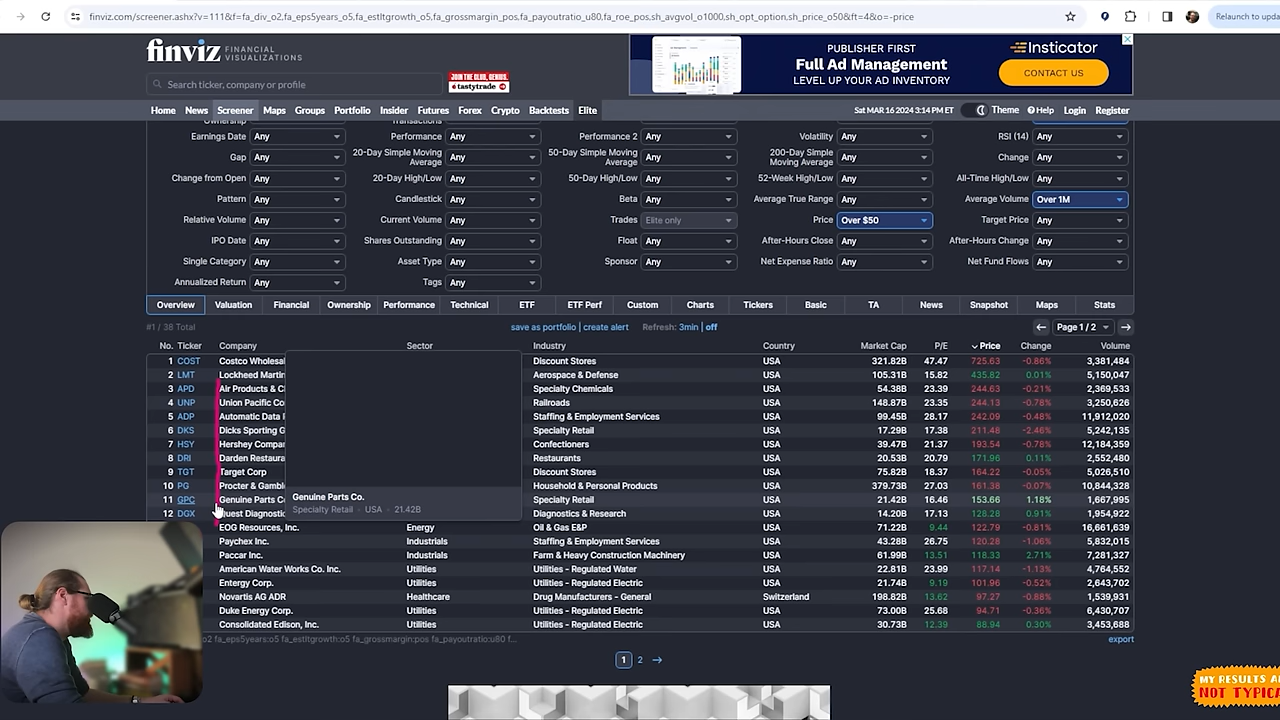 finviz.com/screener.ashx?v=111&f=fa_div_o2,fa_eps5years_o5,fa_estltgrowth_o5,fa_grossmargin_pos,fa_payoutratio_u80,fa_roe_pos,sh_avgvol_o1000,sh_opt_option,sh_price_o50&ft=4&o=-price
Relaunch to upda
finviz FINANCIAL VISUALIZATIONS
PUBLISHER FIRST
Full Ad Management
LEVEL UP YOUR AD INVENTORY
Insticator
CONTACT US
Search ticker, company or profile
JOIN THE BLOG, GENIUS.
tastytrade
Home News Screener Maps Groups Portfolio Insider Futures Forex Crypto Backtests Elite
Sat MAR 16 2024 3:14 PM ET Theme Help Login Register
Ownership Transactions
Earnings Date Any Performance Any Performance 2 Any Volatility Any RSI (14) Any
Gap Any 20-Day Simple Moving Average Any 50-Day Simple Moving Average Any 200-Day Simple Moving Average Any Change Any
Change from Open Any 20-Day High/Low Any 50-Day High/Low Any 52-Week High/Low Any All-Time High/Low Any
Pattern Any Candlestick Any Beta Any Average True Range Any Average Volume Over 1M
Relative Volume Any Current Volume Any Trades Elite only Price Over $50 Target Price Any
IPO Date Any Shares Outstanding Any Float Any After-Hours Close Any After-Hours Change Any
Single Category Any Asset Type Any Sponsor Any Net Expense Ratio Any Net Fund Flows Any
Annualized Return Any Tags Any
Overview Valuation Financial Ownership Performance Technical ETF ETF Perf Custom Charts Tickers Basic TA News Snapshot Maps Stats
#1 / 38 Total save as portfolio | create alert Refresh: 3min | off Page 1 / 2
No. Ticker Company Sector Industry Country Market Cap P/E Price Change Volume
1 COST Costco Wholesal Discount Stores USA 321.82B 47.47 725.63 -0.86% 3,381,484
2 LMT Lockheed Mart Aerospace & Defense USA 105.31B 15.82 435.82 0.01% 5,150,047
3 APD Air Products & C Specialty Chemicals USA 54.38B 23.39 244.63 -0.21% 2,369,533
4 UNP Union Pacific Co Railroads USA 148.87B 23.35 244.13 -0.78% 3,250,626
5 ADP Automatic Data I Staffing & Employment Services USA 99.45B 28.17 242.09 -0.48% 11,912,020
6 DKS Dicks Sporting G Specialty Retail USA 17.29B 17.38 211.48 -2.46% 5,242,135
7 HSY Hershey Compa Confectioners USA 39.47B 21.37 193.54 -0.78% 12,184,359
8 DRI Darden Restaura Restaurants USA 20.53B 20.79 171.96 0.11% 2,552,480
9 TGT Target Corp Discount Stores USA 75.82B 18.37 164.22 -0.05% 5,026,510
10 PG Procter & Gambl Household & Personal Products USA 379.73B 27.03 161.38 -0.07% 10,844,328
11 GPC Genuine Parts C Specialty Retail USA 21.42B 16.46 153.66 1.18% 1,667,995
Genuine Parts Co.
Specialty Retail · USA · 21.42B
12 DGX Quest Diagnos Diagnostics & Research USA 14.20B 17.13 128.28 0.91% 1,954,922
EOG Resources, Inc. Energy Oil & Gas E&P USA 71.22B 9.44 122.79 -0.81% 16,661,639
Paychex Inc. Industrials Staffing & Employment Services USA 43.28B 26.75 120.28 -1.06% 5,832,015
Paccar Inc. Industrials Farm & Heavy Construction Machinery USA 61.99B 13.51 118.33 2.71% 7,281,327
American Water Works Co. Inc. Utilities Utilities - Regulated Water USA 22.81B 23.99 117.14 -1.13% 4,764,552
Entergy Corp. Utilities Utilities - Regulated Electric USA 21.74B 9.19 101.96 -0.52% 2,643,702
Novartis AG ADR Healthcare Drug Manufacturers - General Switzerland 198.82B 13.62 97.27 -0.88% 1,539,931
Duke Energy Corp. Utilities Utilities - Regulated Electric USA 73.00B 25.68 94.71 -0.36% 6,430,707
Consolidated Edison, Inc. Utilities Utilities - Regulated Electric USA 30.73B 12.39 88.94 0.30% 3,453,688
o2 fa_eps5years:o5 fa_estltgrowth:o5 fa_grossmargin:pos fa_payoutratio:u80 f... export
1 2
MY RESULTS A
NOT TYPICA